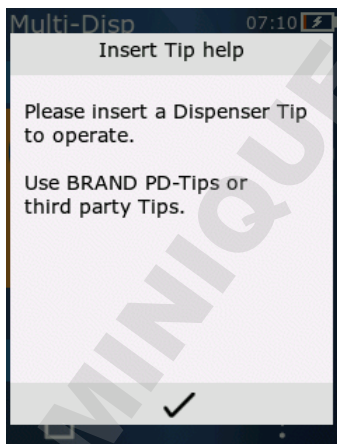 Multi-Disp 07:10
Insert Tip help
Please insert a Dispenser Tip
to operate.
Use BRAND PD-Tips or
third party Tips.
MINIQUE